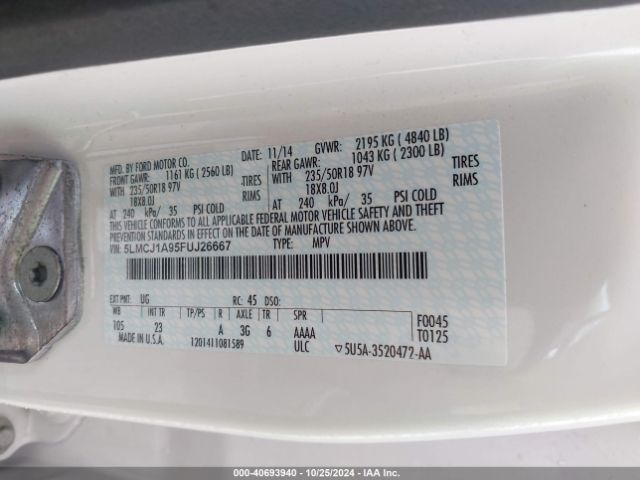 MFD. BY FORD MOTOR CO.
11/14 GVWR: 2195 KG ( 4840 LB)
FRONT GAWR: 1161 KG ( 2560 LB)
REAR GAWR: 1043 KG ( 2300 LB)
WITH 235/50R18 97V TIRES
WITH 235/50R18 97V TIRES
18X8.0J RIMS
18X8.0J RIMS
AT 240 kPa/ 35 PSI COLD
AT 240 kPa/ 35 PSI COLD
THIS VEHICLE CONFORMS TO ALL APPLICABLE FEDERAL MOTOR VEHICLE SAFETY AND THEFT
PREVENTION STANDARDS IN EFFECT ON THE DATE OF MANUFACTURE SHOWN ABOVE.
VIN: 5LMCJ1A95FUJ26667 TYPE: MPV
EXT PNT: UG RC: 45 DSO:
WB INT TR TP/PS R AXLE TR SPR
105 23 A 3G 6 AAAA
F0045
T0125
MADE IN U.S.A. 1201411081589 ULC ▽5U5A-3520472-AA
000-40693940 - 10/25/2024 - IAA Inc.